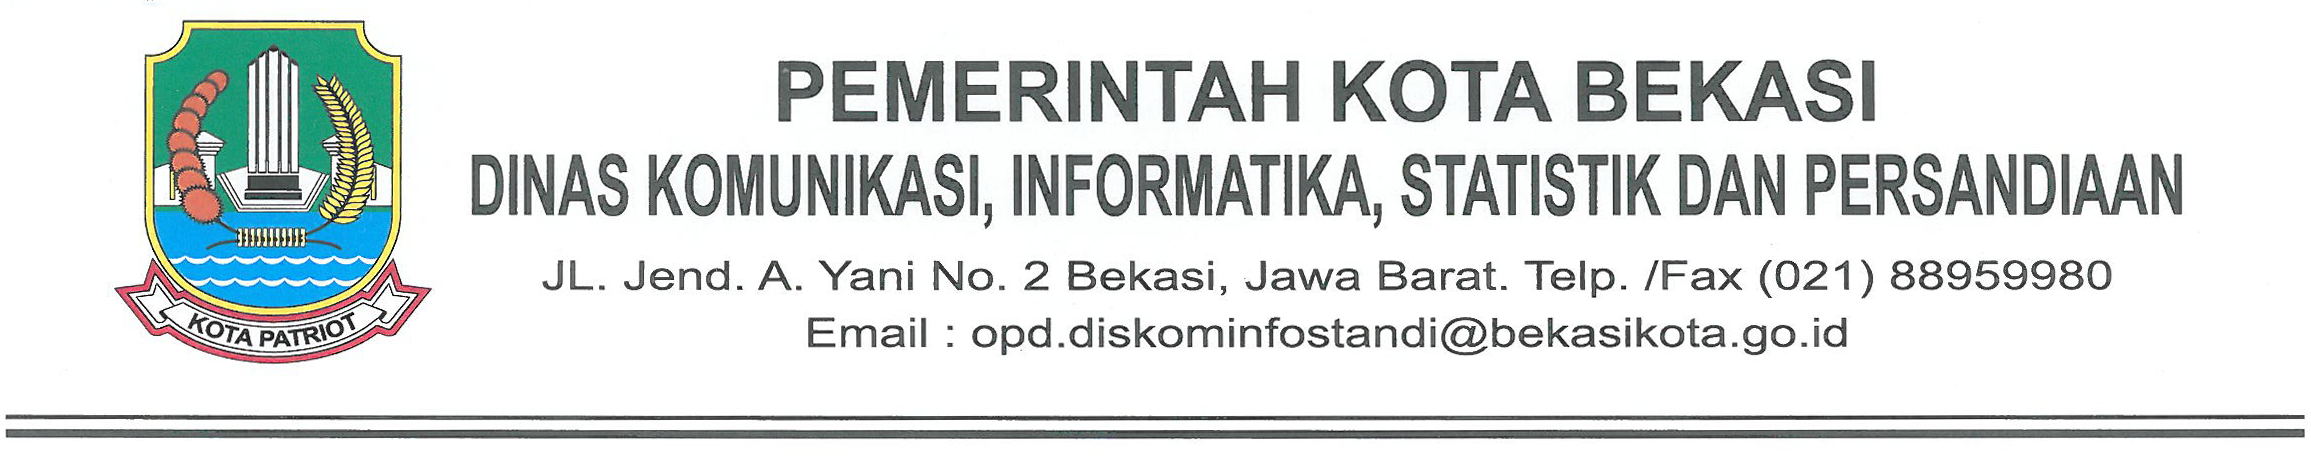 PEMERINTAH KOTA BEKASI
DINAS KOMUNIKASI, INFORMATIKA, STATISTIK DAN PERSANDIAAN
JL. Jend. A. Yani No. 2 Bekasi, Jawa Barat. Telp. /Fax (021) 88959980
Email : opd.diskominfostandi@bekasikota.go.id
KOTA PATRIOT